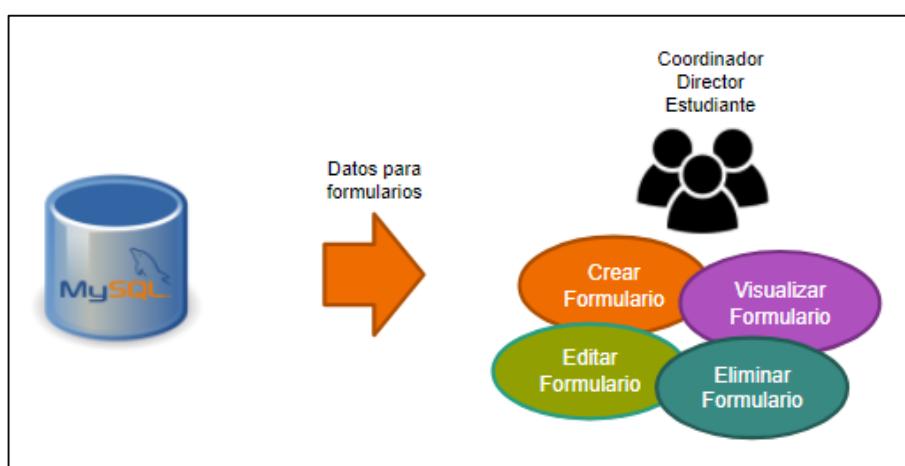 Coordinador
Director
Estudiante
Datos para
formularios
MySQL
Crear
Formulario
Visualizar
Formulario
Editar
Formulario
Eliminar
Formulario